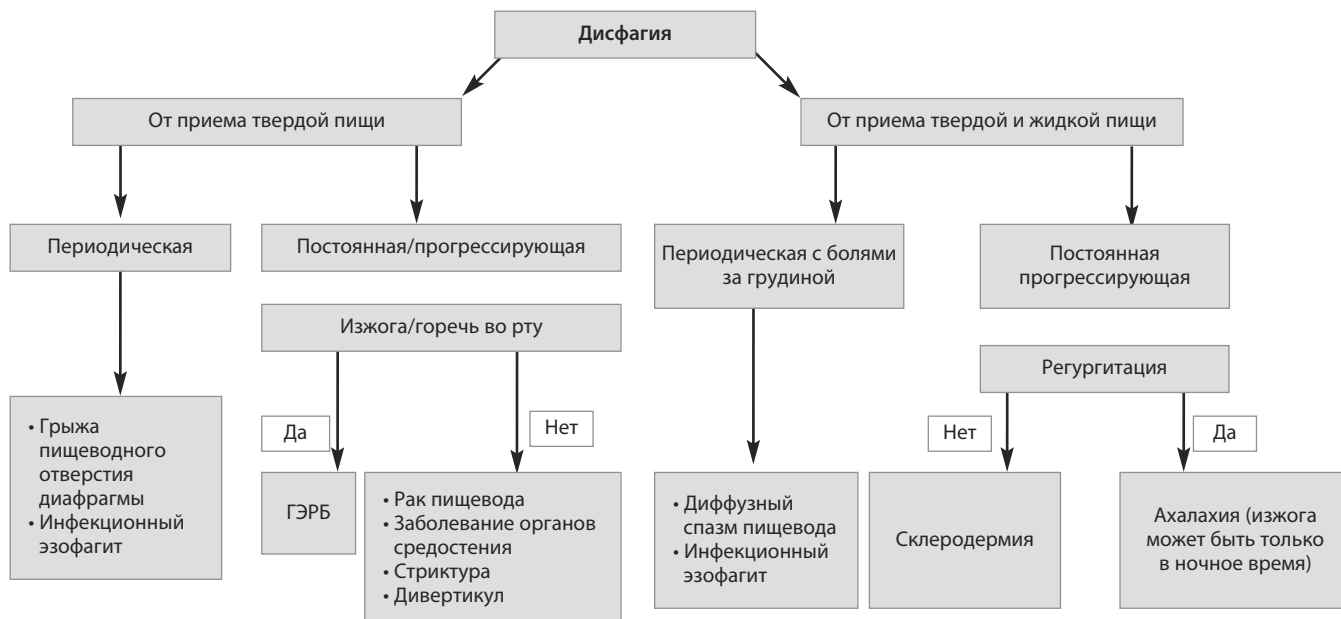 Дисфагия
От приема твердой пищи
От приема твердой и жидкой пищи
Периодическая
Постоянная/прогрессирующая
Периодическая с болями
за грудиной
Постоянная
прогрессирующая
Изжога/горечь во рту
Регургитация
Да
Нет
Нет
Да
• Грыжа
пищеводного
отверстия
диафрагмы
• Инфекционный
эзофагит
ГЭРБ
• Рак пищевода
• Заболевание органов
средостения
• Стриктура
• Дивертикул
• Диффузный
спазм пищевода
• Инфекционный
эзофагит
Склеродермия
Ахалахия (изжога
может быть только
в ночное время)